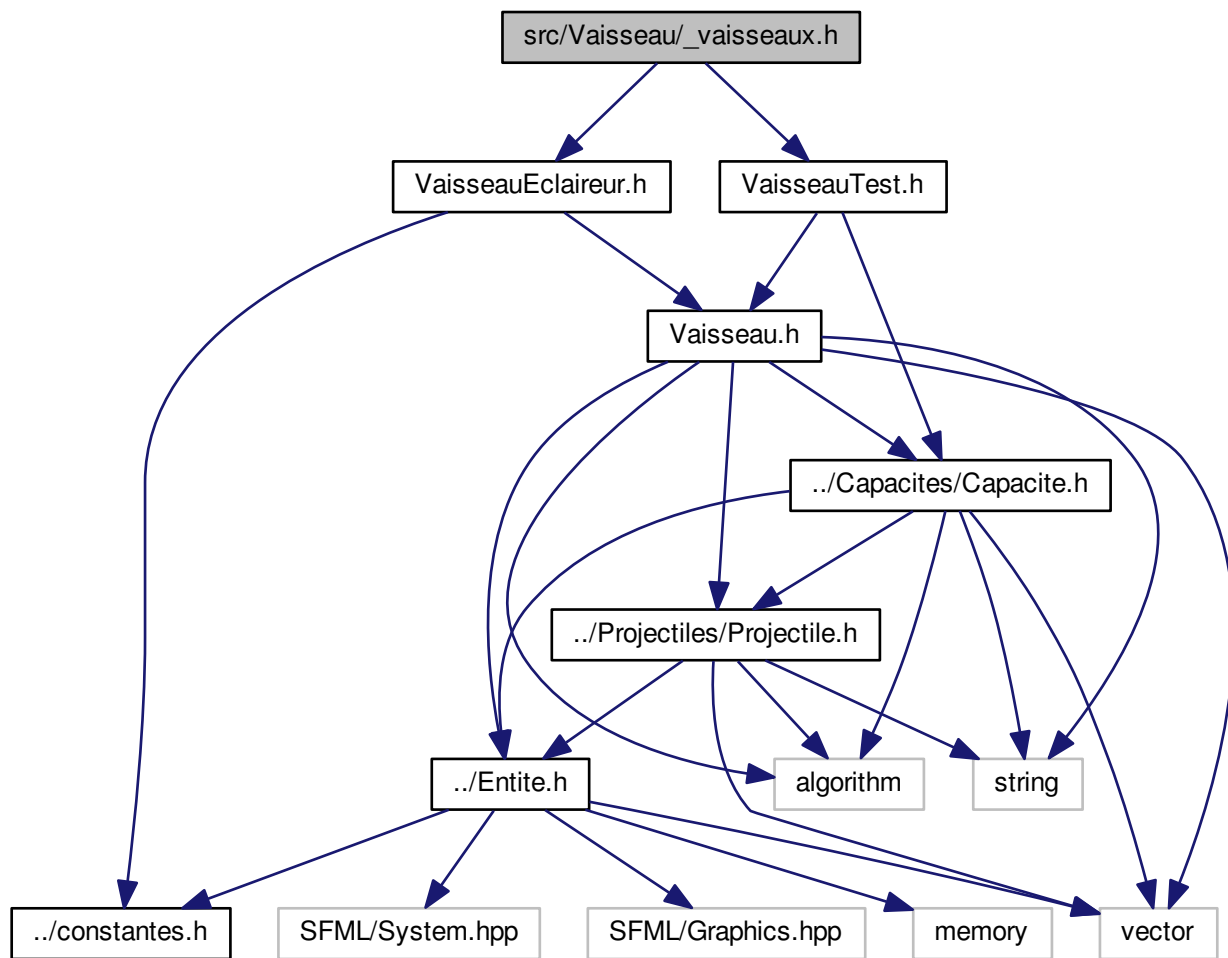 src/Vaisseau/_vaisseaux.h
VaisseauEclaireur.h
VaisseauTest.h
Vaisseau.h
../Capacites/Capacite.h
../Projectiles/Projectile.h
../Entite.h
algorithm
string
../constantes.h
SFML/System.hpp
SFML/Graphics.hpp
memory
vector